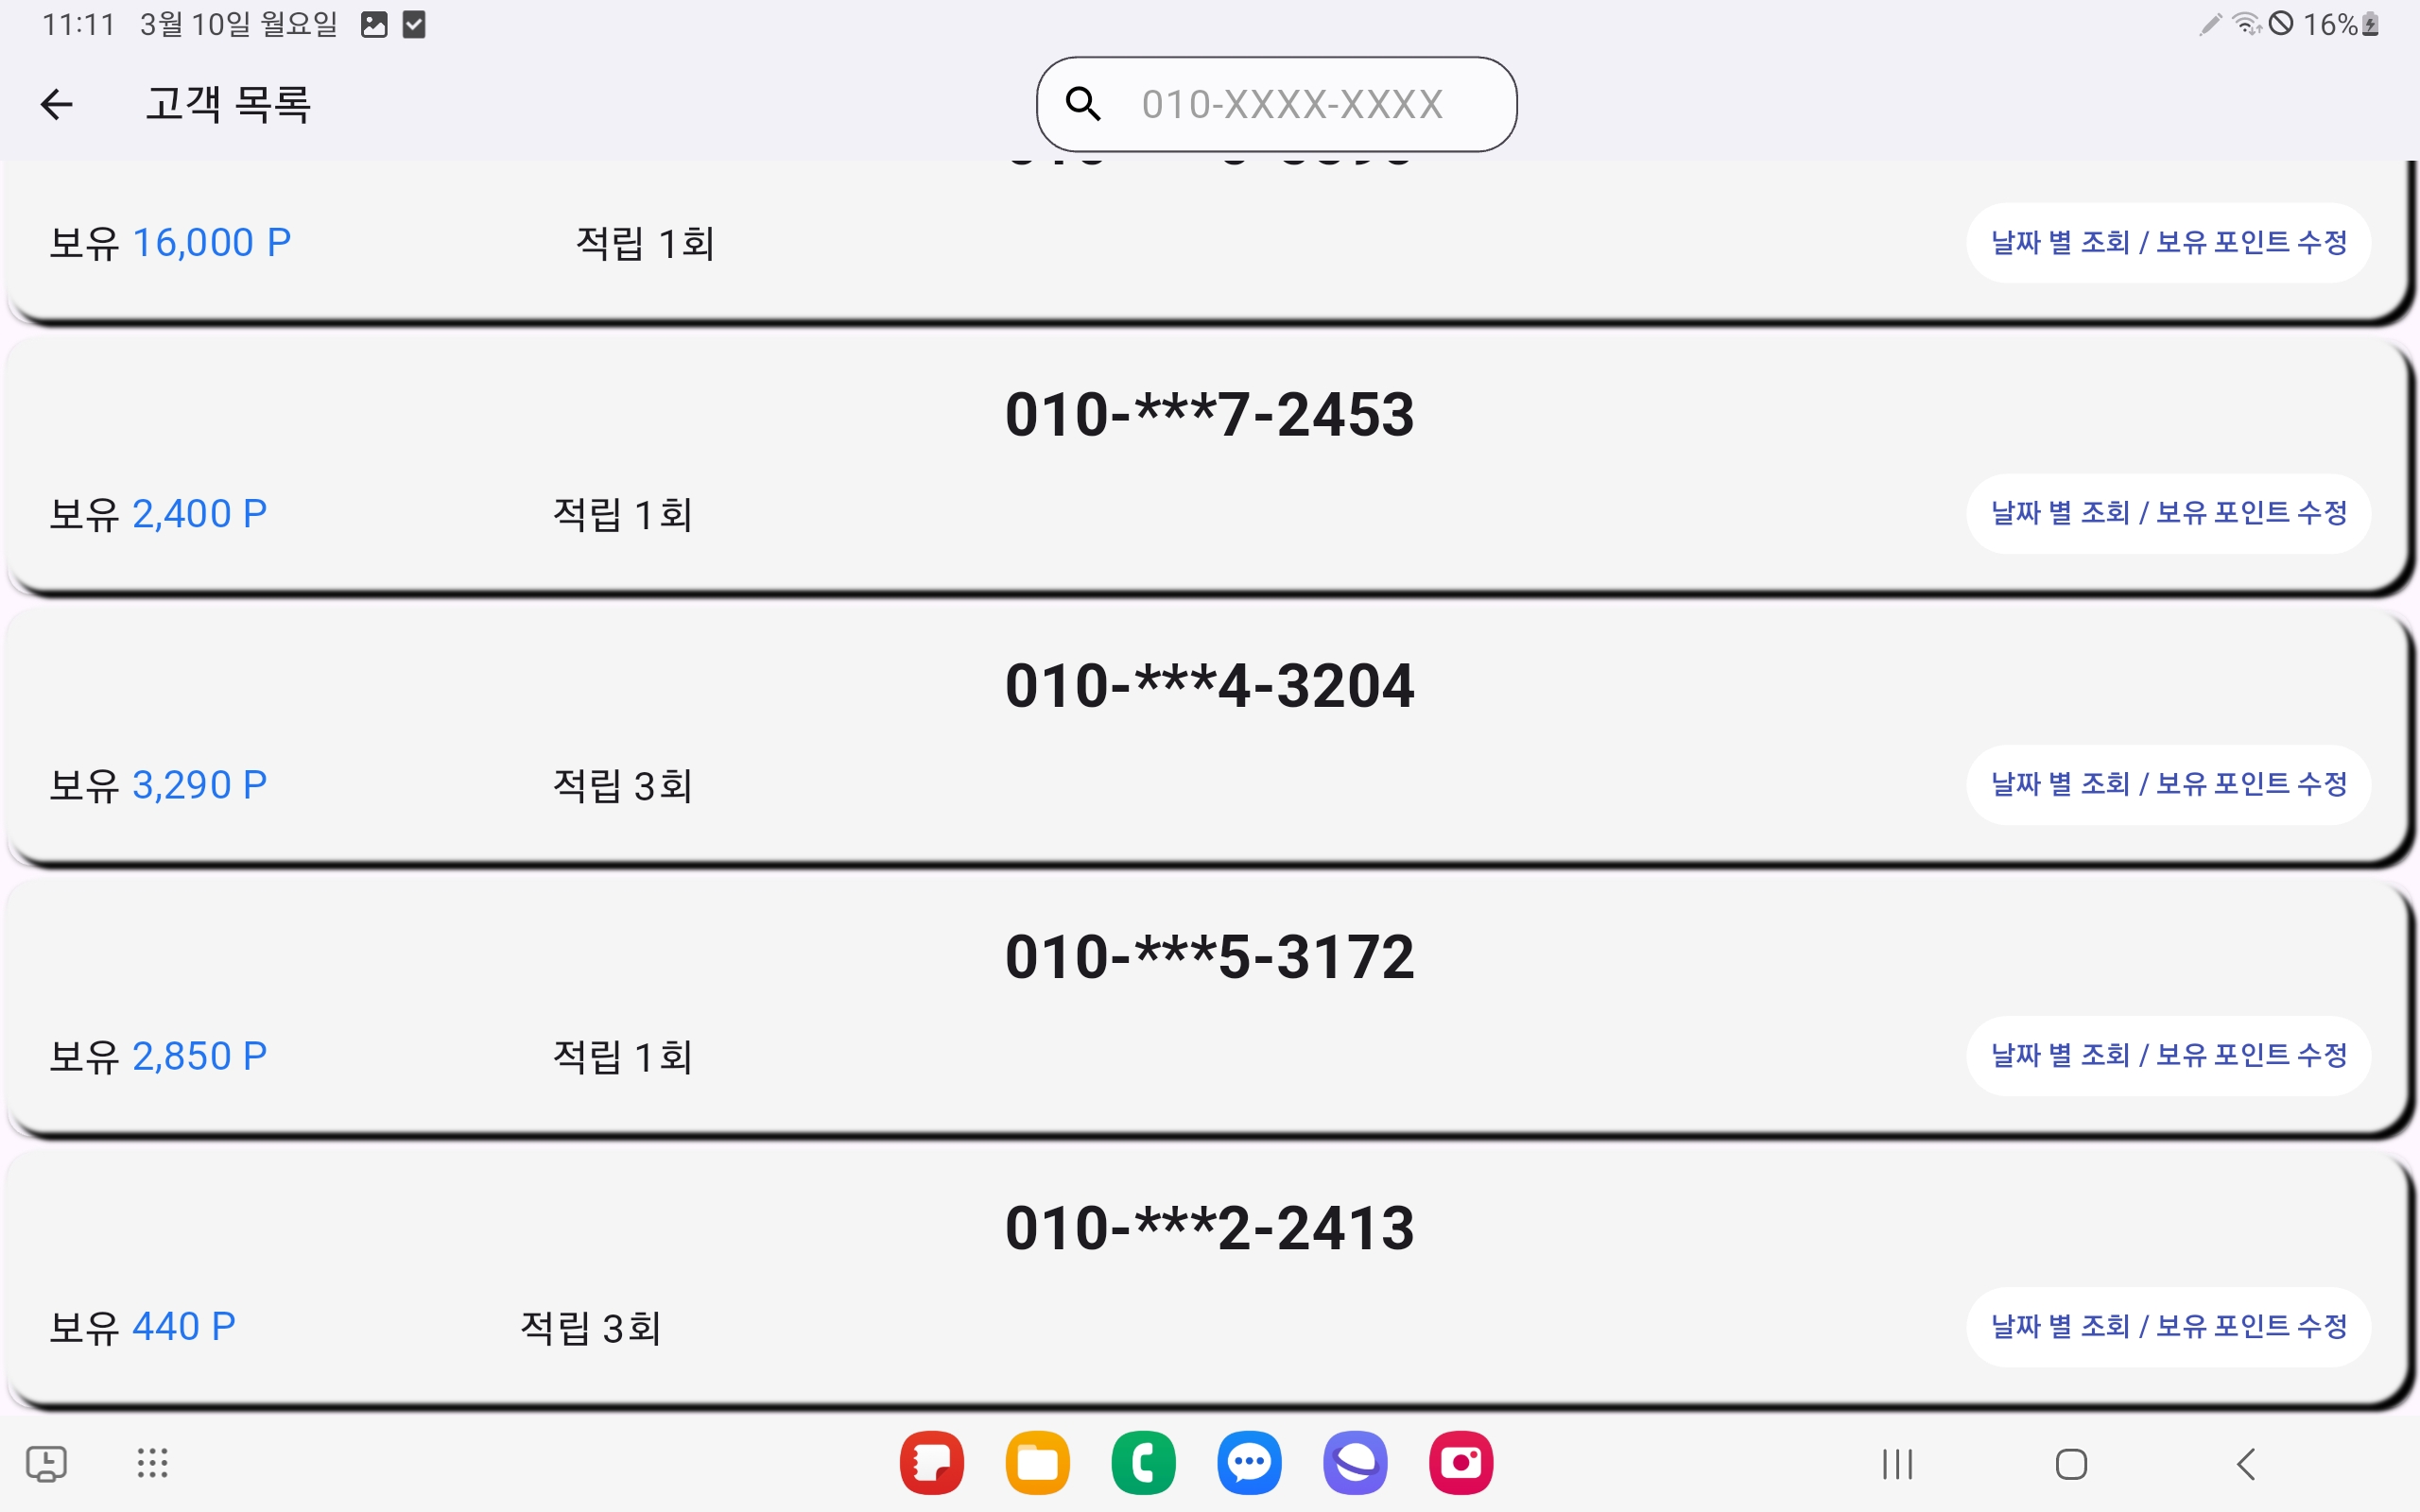 11:11 3월 10일 월요일 16%
고객 목록 010-XXXX-XXXX
보유 16,000 P 적립 1회 날짜 별 조회 / 보유 포인트 수정
010-***7-2453
보유 2,400 P 적립 1회 날짜 별 조회 / 보유 포인트 수정
010-***4-3204
보유 3,290 P 적립 3회 날짜 별 조회 / 보유 포인트 수정
010-***5-3172
보유 2,850 P 적립 1회 날짜 별 조회 / 보유 포인트 수정
010-***2-2413
보유 440 P 적립 3회 날짜 별 조회 / 보유 포인트 수정